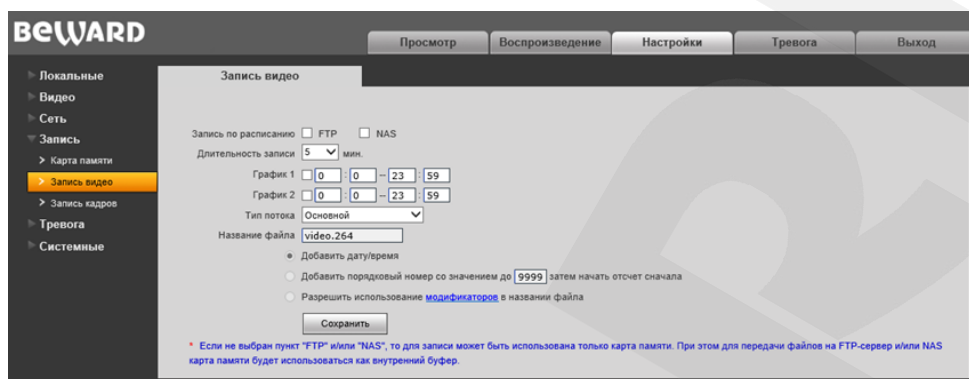 BEWARD
Просмотр Воспроизведение Настройки Тревога Выход
Локальные
Видео
Сеть
Запись
Карта памяти
Запись видео
Запись кадров
Тревога
Системные
Запись видео
Запись по расписанию FTP NAS
Длительность записи 5 мин.
График 1 0 : 0 – 23 : 59
График 2 0 : 0 – 23 : 59
Тип потока Основной
Название файла video.264
Добавить дату/время
Добавить порядковый номер со значением до 9999 затем начать отсчет сначала
Разрешить использование модификаторов в названии файла
Сохранить
* Если не выбран пункт "FTP" и/или "NAS", то для записи может быть использована только карта памяти. При этом для передачи файлов на FTP-сервер и/или NAS
карта памяти будет использоваться как внутренний буфер.